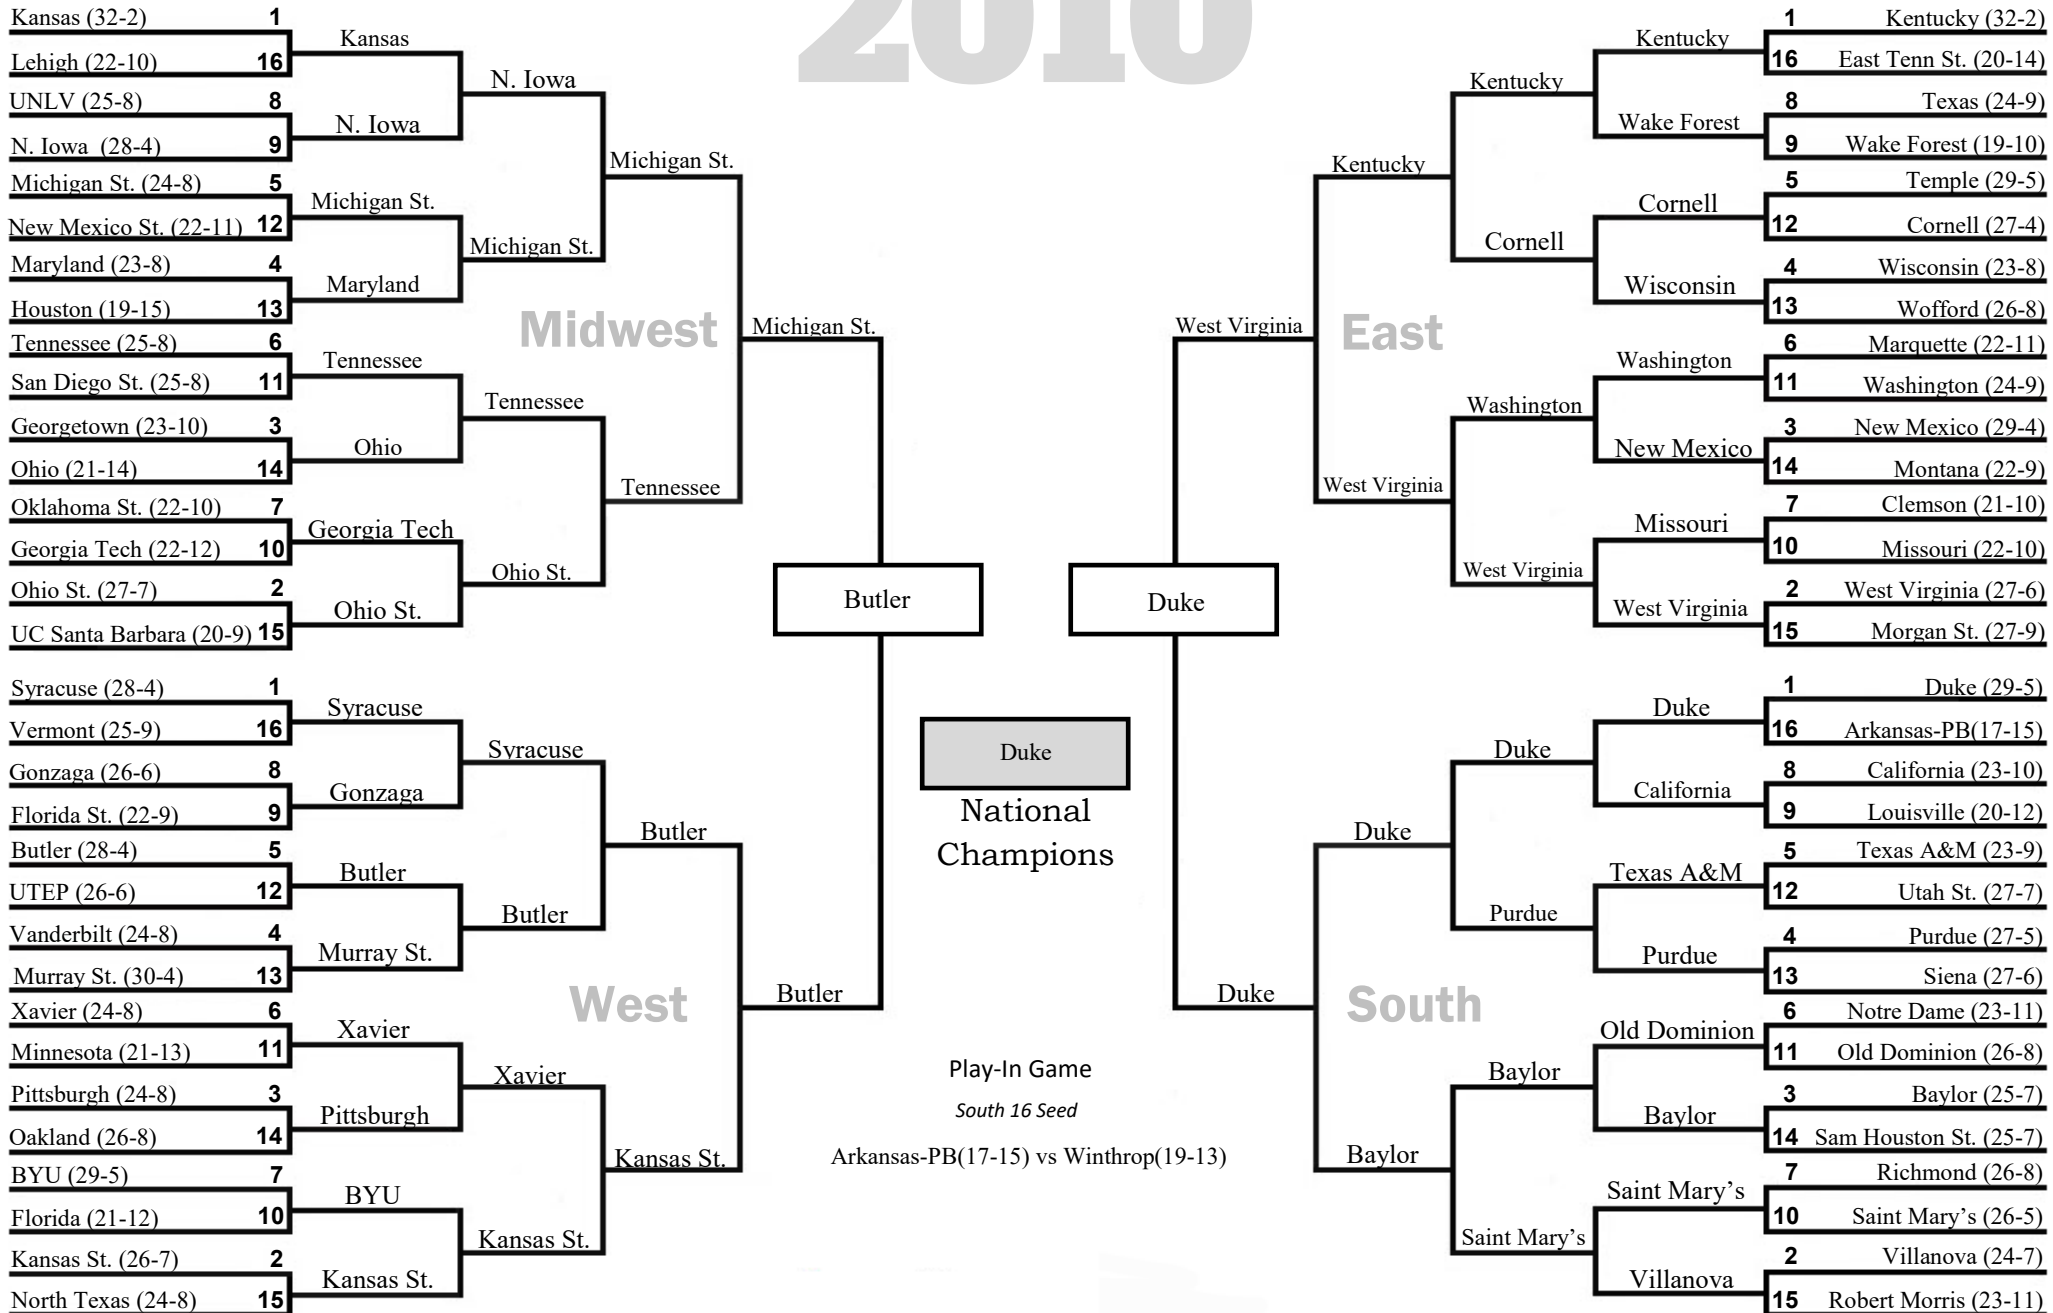 2010
Kansas (32-2) 1
Lehigh (22-10) 16
UNLV (25-8) 8
N. Iowa (28-4) 9
Michigan St. (24-8) 5
New Mexico St. (22-11) 12
Maryland (23-8) 4
Houston (19-15) 13
Tennessee (25-8) 6
San Diego St. (25-8) 11
Georgetown (23-10) 3
Ohio (21-14) 14
Oklahoma St. (22-10) 7
Georgia Tech (22-12) 10
Ohio St. (27-7) 2
UC Santa Barbara (20-9) 15
Kansas
N. Iowa
Michigan St.
Maryland
Tennessee
Ohio
Georgia Tech
Ohio St.
N. Iowa
Michigan St.
Tennessee
Ohio St.
Michigan St.
Tennessee
Midwest
Michigan St.
Syracuse (28-4) 1
Vermont (25-9) 16
Gonzaga (26-6) 8
Florida St. (22-9) 9
Butler (28-4) 5
UTEP (26-6) 12
Vanderbilt (24-8) 4
Murray St. (30-4) 13
Xavier (24-8) 6
Minnesota (21-13) 11
Pittsburgh (24-8) 3
Oakland (26-8) 14
BYU (29-5) 7
Florida (21-12) 10
Kansas St. (26-7) 2
North Texas (24-8) 15
Syracuse
Gonzaga
Butler
Murray St.
Xavier
Pittsburgh
BYU
Kansas St.
Syracuse
Butler
Xavier
Kansas St.
Butler
Kansas St.
West
Butler
Butler
Duke
Duke
National
Champions
Play-In Game
South 16 Seed
Arkansas-PB(17-15) vs Winthrop(19-13)
1 Kentucky (32-2)
16 East Tenn St. (20-14)
8 Texas (24-9)
9 Wake Forest (19-10)
5 Temple (29-5)
12 Cornell (27-4)
4 Wisconsin (23-8)
13 Wofford (26-8)
6 Marquette (22-11)
11 Washington (24-9)
3 New Mexico (29-4)
14 Montana (22-9)
7 Clemson (21-10)
10 Missouri (22-10)
2 West Virginia (27-6)
15 Morgan St. (27-9)
Kentucky
Wake Forest
Cornell
Wisconsin
Washington
New Mexico
Missouri
West Virginia
Kentucky
Cornell
Washington
West Virginia
Kentucky
West Virginia
East
West Virginia
1 Duke (29-5)
16 Arkansas-PB(17-15)
8 California (23-10)
9 Louisville (20-12)
5 Texas A&M (23-9)
12 Utah St. (27-7)
4 Purdue (27-5)
13 Siena (27-6)
6 Notre Dame (23-11)
11 Old Dominion (26-8)
3 Baylor (25-7)
14 Sam Houston St. (25-7)
7 Richmond (26-8)
10 Saint Mary’s (26-5)
2 Villanova (24-7)
15 Robert Morris (23-11)
Duke
California
Texas A&M
Purdue
Old Dominion
Baylor
Saint Mary’s
Villanova
Duke
Purdue
Baylor
Saint Mary’s
Duke
Baylor
South
Duke